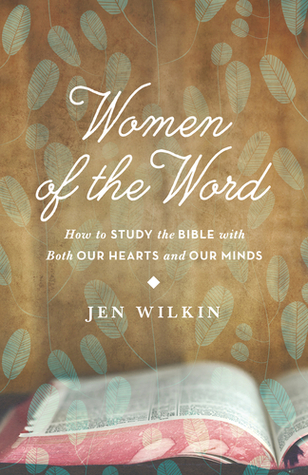 Women
of the Word
How to STUDY the BIBLE with
Both OUR HEARTS and OUR MINDS
JEN WILKIN